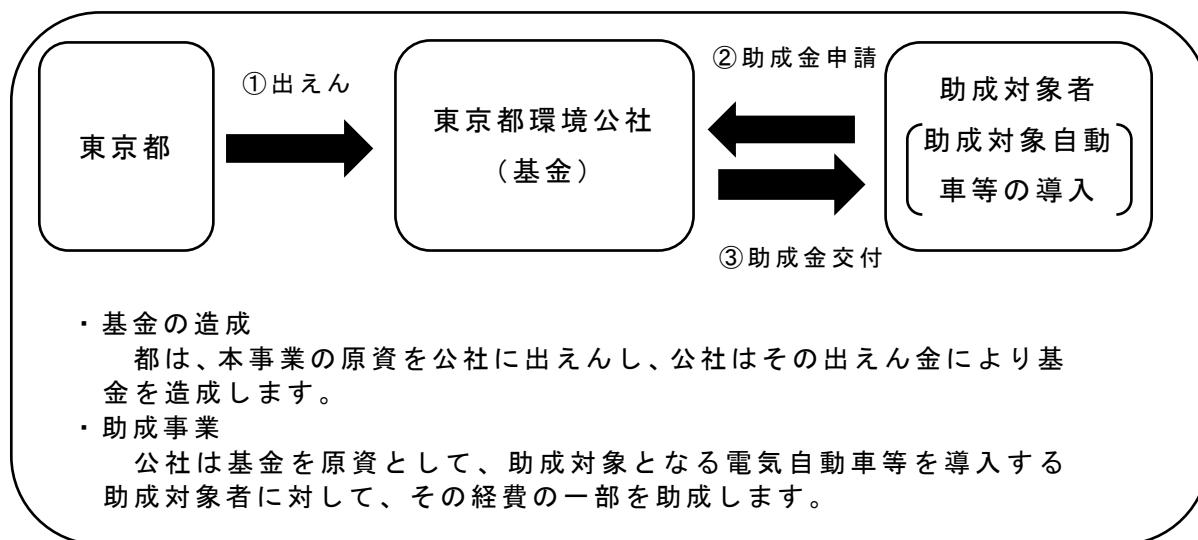 東京都
①出えん
東京都環境公社
（基金）
②助成金申請
③助成金交付
助成対象者
助成対象自動
車等の導入
・基金の造成
都は、本事業の原資を公社に出えんし、公社はその出えん金により基
金を造成します。
・助成事業
公社は基金を原資として、助成対象となる電気自動車等を導入する
助成対象者に対して、その経費の一部を助成します。